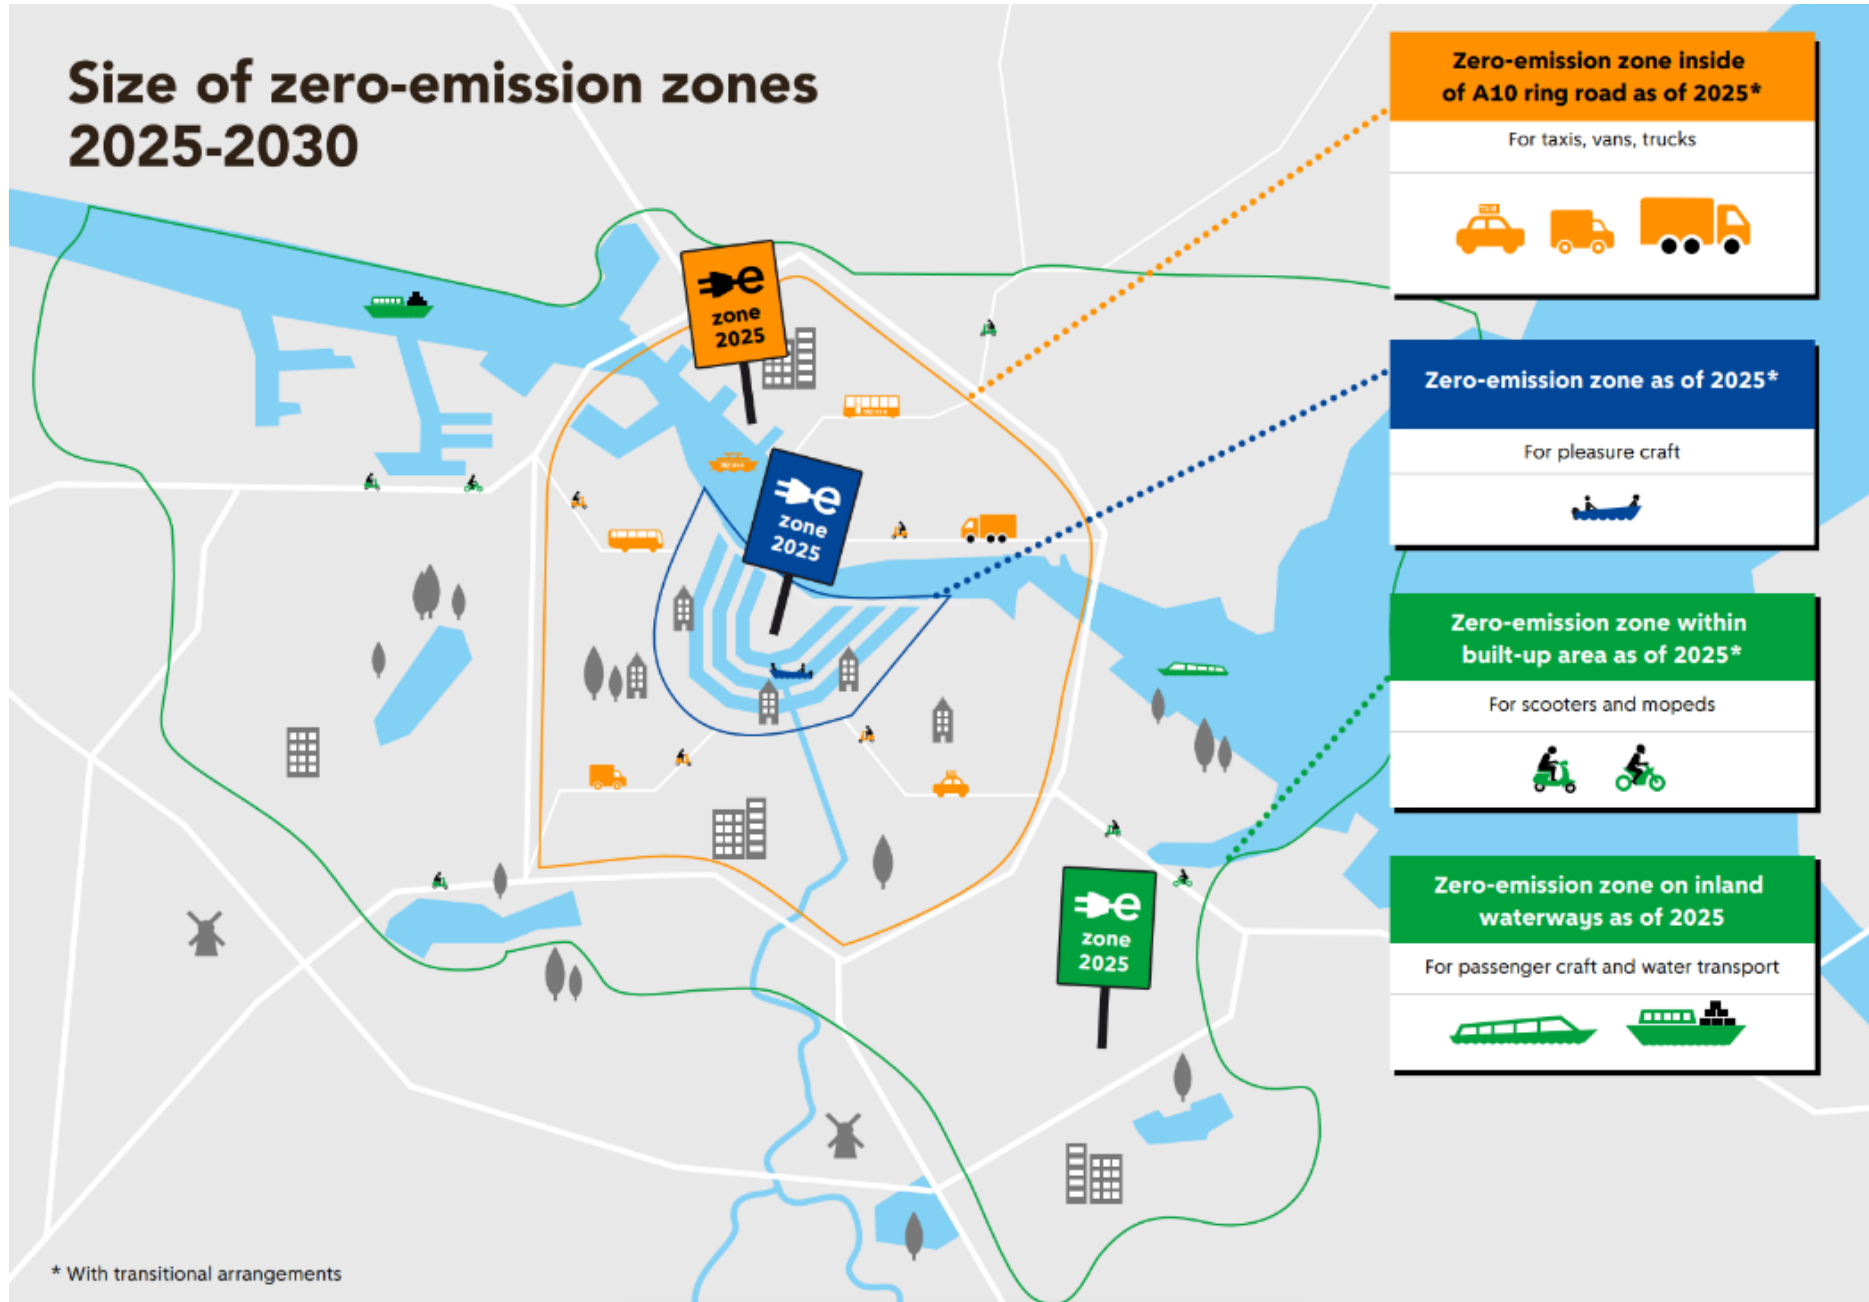 Size of zero-emission zones
2025-2030
Zero-emission zone inside
of A10 ring road as of 2025*
For taxis, vans, trucks
TAXI
Zero-emission zone as of 2025*
For pleasure craft
Zero-emission zone within
built-up area as of 2025*
For scooters and mopeds
Zero-emission zone on inland
waterways as of 2025
For passenger craft and water transport
e
zone
2025
e
zone
2025
e
zone
2025
* With transitional arrangements